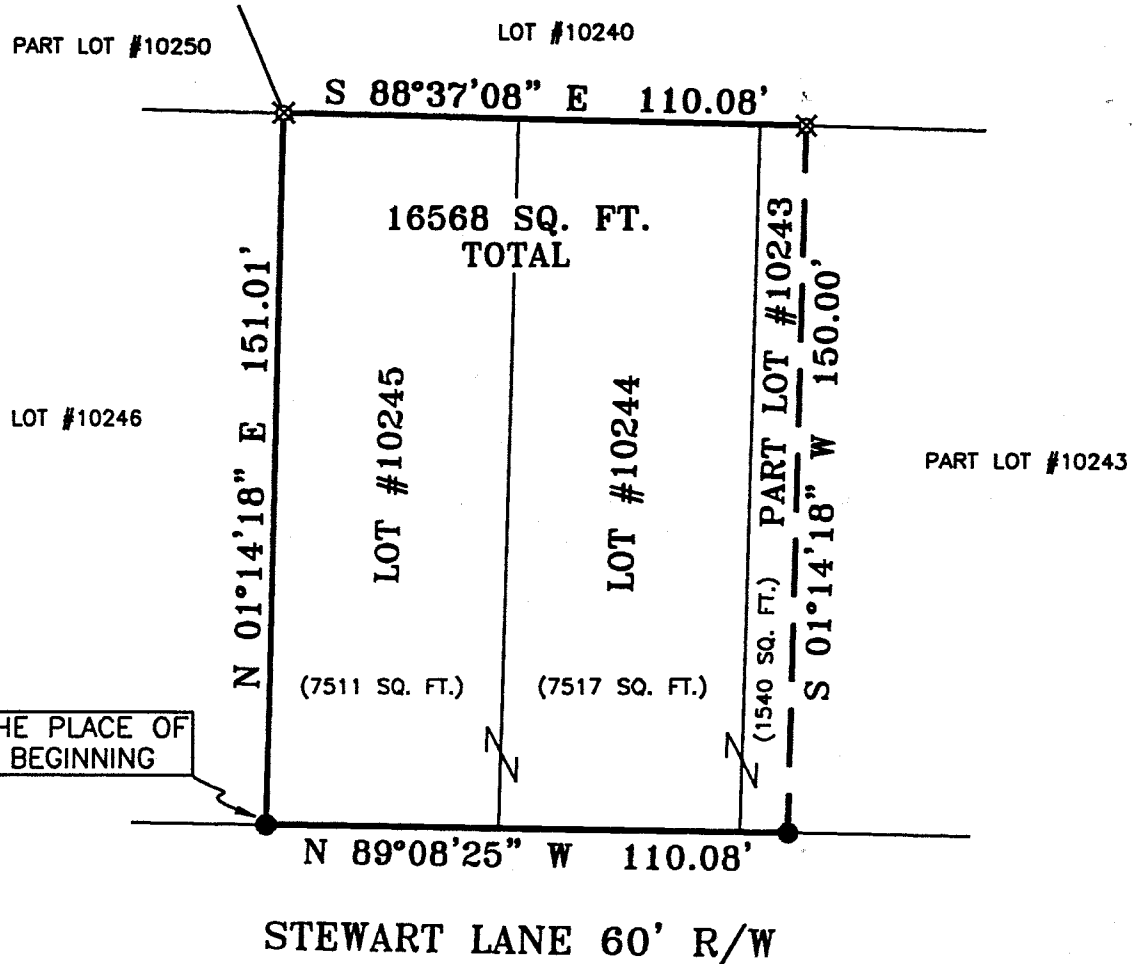 LOT #10240
PART LOT #10250
S 88°37'08" E 110.08'
16568 SQ. FT.
TOTAL
N 01°14'18" E 151.01'
LOT #10246
LOT #10245
LOT #10244
PART LOT #10243
(1540 SQ. FT.)
S 01°14'18" W 150.00'
PART LOT #10243
(7511 SQ. FT.)
(7517 SQ. FT.)
HE PLACE OF
BEGINNING
N 89°08'25" W 110.08'
STEWART LANE 60' R/W